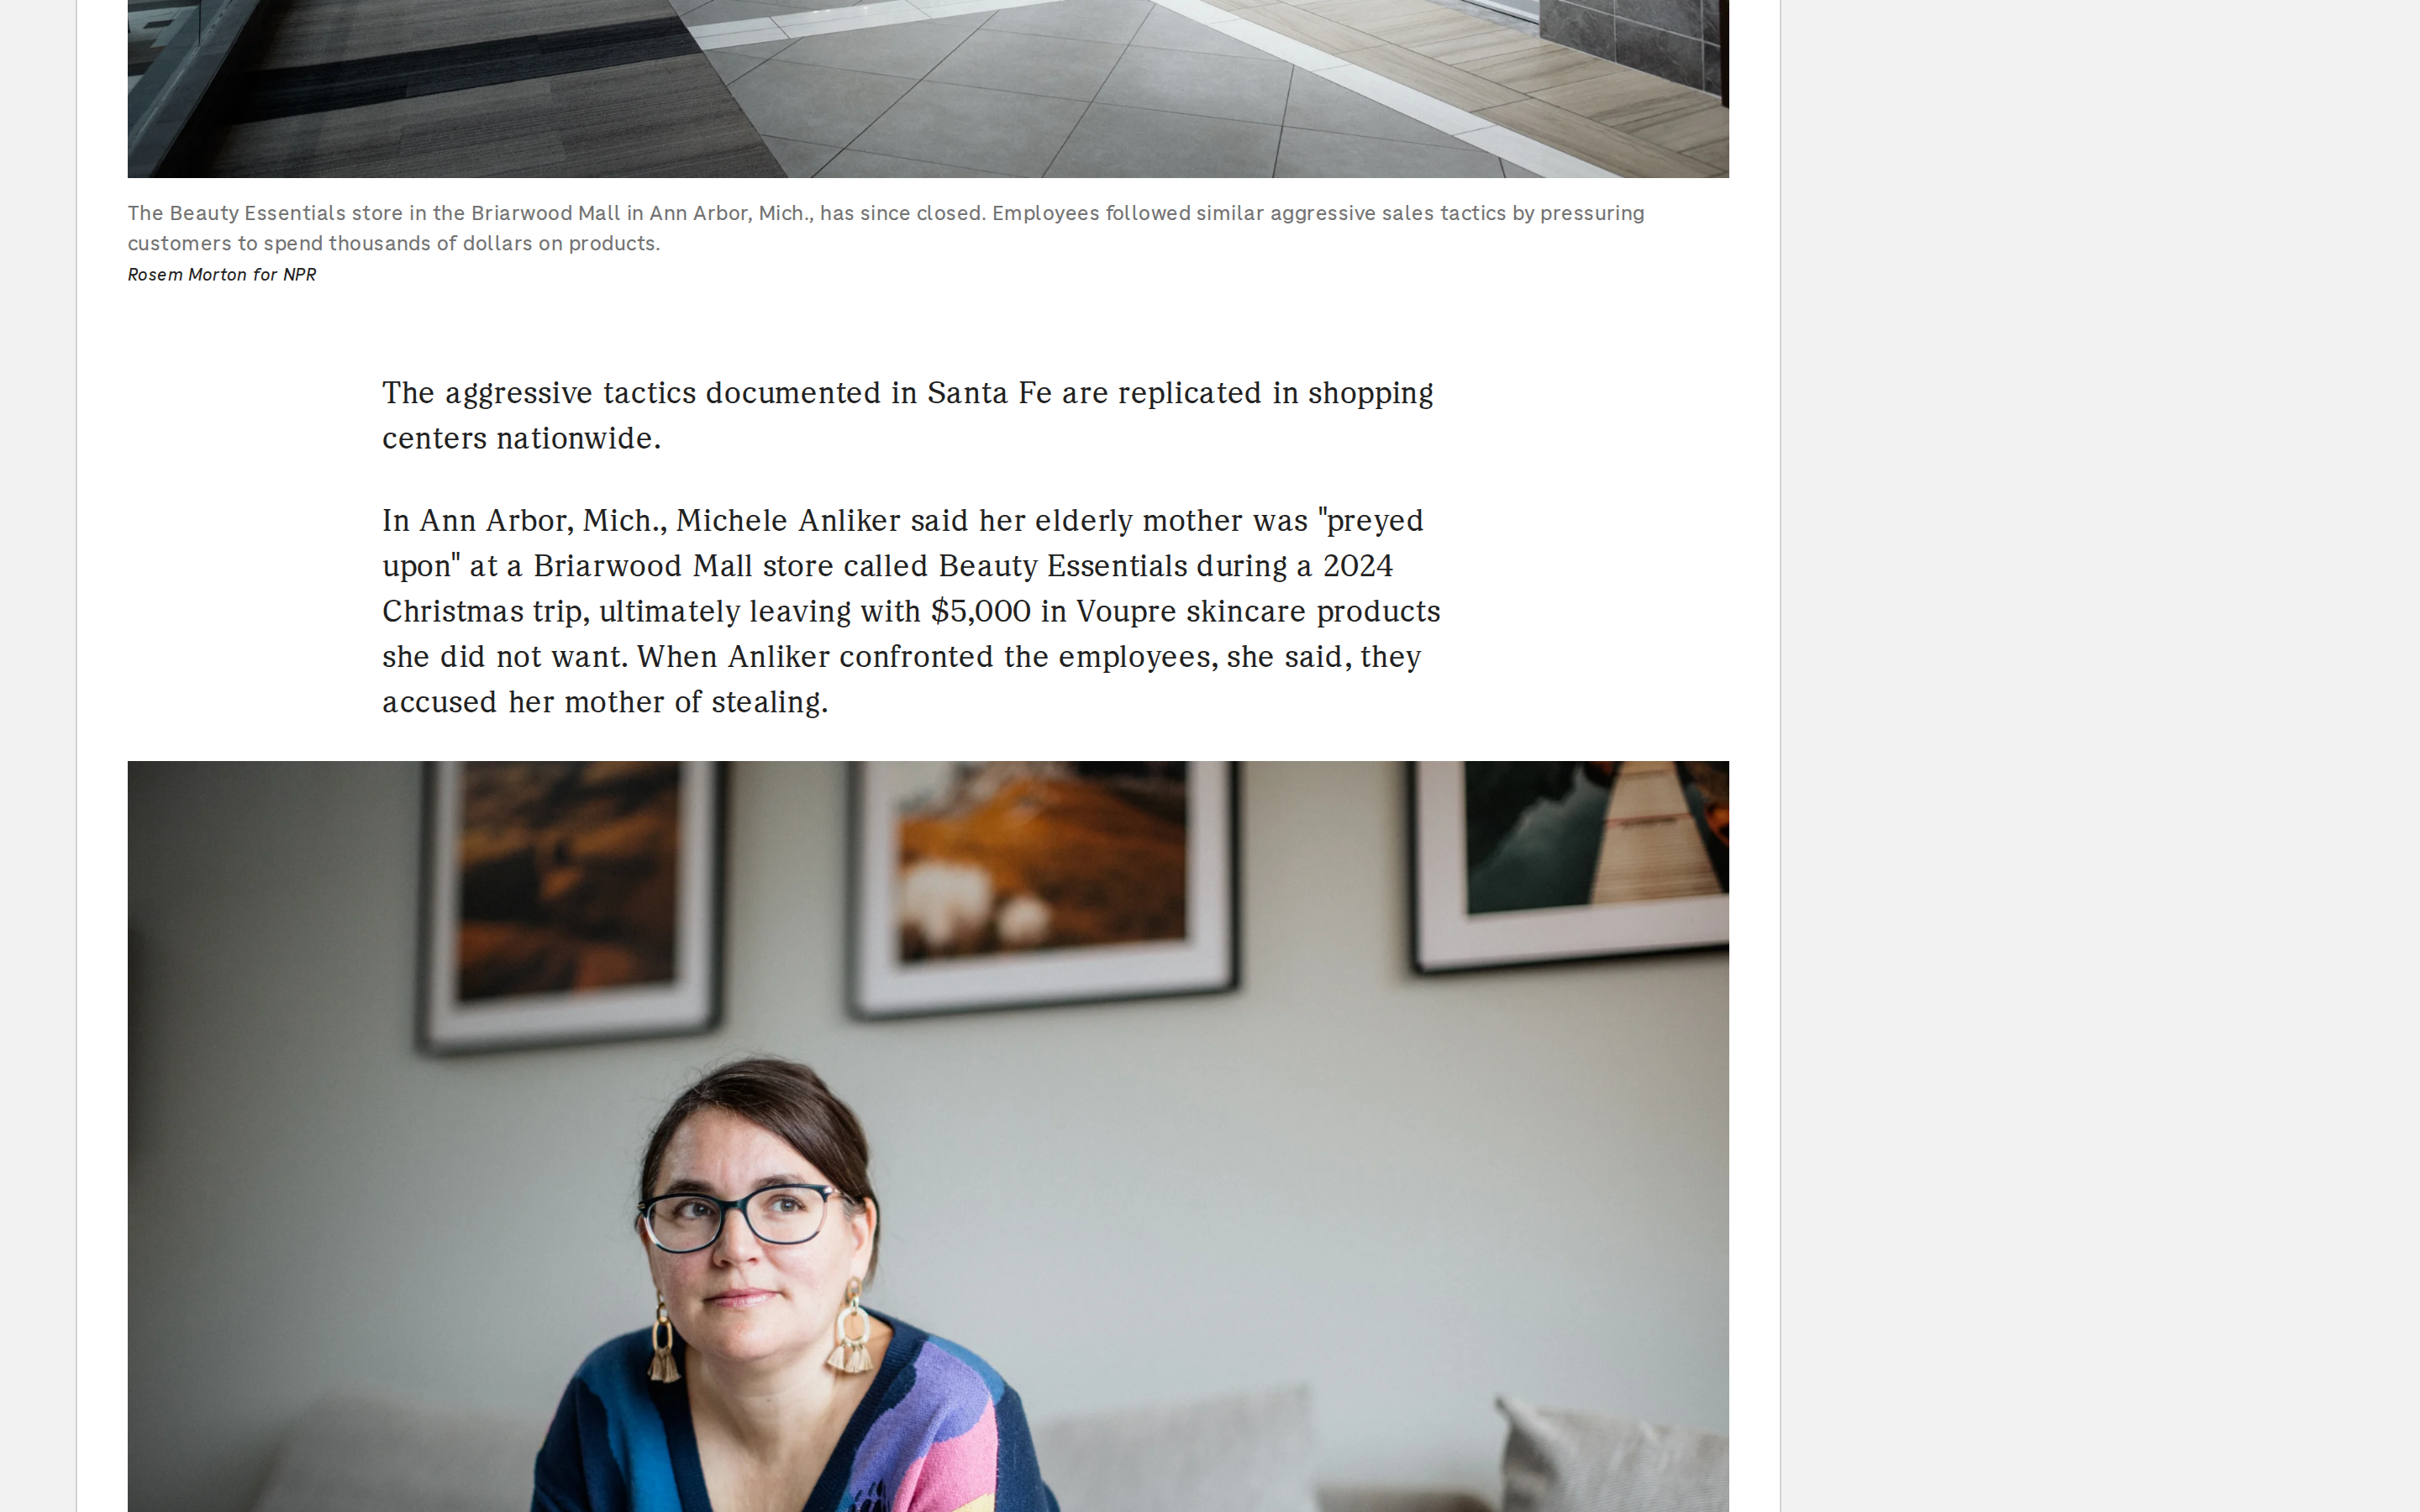 The Beauty Essentials store in the Briarwood Mall in Ann Arbor, Mich., has since closed. Employees followed similar aggressive sales tactics by pressuring
customers to spend thousands of dollars on products.
Rosem Morton for NPR
The aggressive tactics documented in Santa Fe are replicated in shopping
centers nationwide.
In Ann Arbor, Mich., Michele Anliker said her elderly mother was "preyed
upon" at a Briarwood Mall store called Beauty Essentials during a 2024
Christmas trip, ultimately leaving with $5,000 in Voupre skincare products
she did not want. When Anliker confronted the employees, she said, they
accused her mother of stealing.